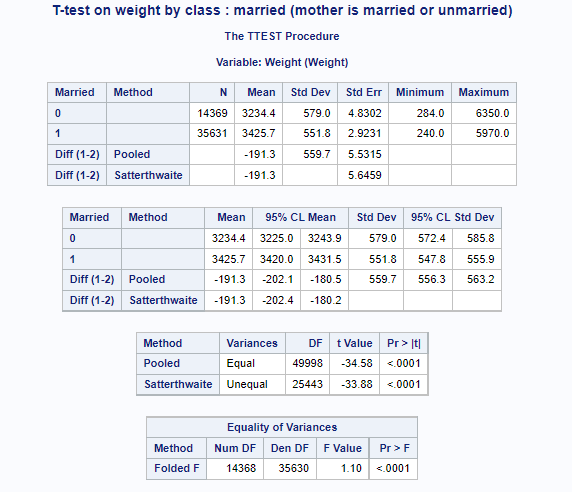 T-test on weight by class : married (mother is married or unmarried)
The TTEST Procedure
Variable: Weight (Weight)
Married Method N Mean Std Dev Std Err Minimum Maximum
0 14369 3234.4 579.0 4.8302 284.0 6350.0
1 35631 3425.7 551.8 2.9231 240.0 5970.0
Diff (1-2) Pooled -191.3 559.7 5.5315
Diff (1-2) Satterthwaite -191.3 5.6459
Married Method Mean 95% CL Mean Std Dev 95% CL Std Dev
0 3234.4 3225.0 3243.9 579.0 572.4 585.8
1 3425.7 3420.0 3431.5 551.8 547.8 555.9
Diff (1-2) Pooled -191.3 -202.1 -180.5 559.7 556.3 563.2
Diff (1-2) Satterthwaite -191.3 -202.4 -180.2
Method Variances DF t Value Pr > |t|
Pooled Equal 49998 -34.58 <.0001
Satterthwaite Unequal 25443 -33.88 <.0001
Equality of Variances
Method Num DF Den DF F Value Pr > F
Folded F 14368 35630 1.10 <.0001